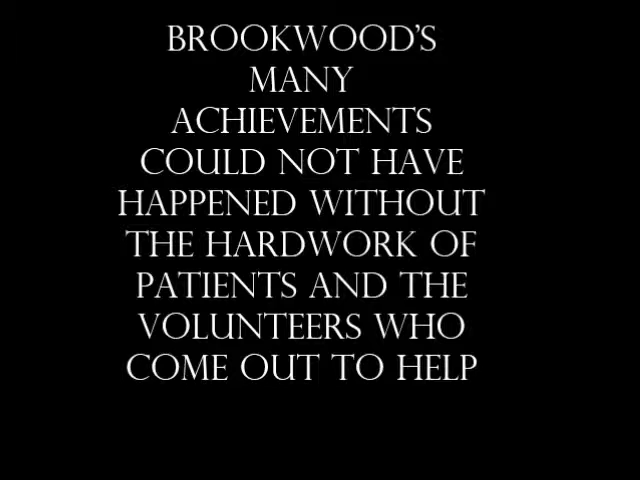 BROOKWOOD'S
MANY
ACHIEVEMENTS
COULD NOT HAVE
HAPPENED WITHOUT
THE HARDWORK OF
PATIENTS AND THE
VOLUNTEERS WHO
COME OUT TO HELP